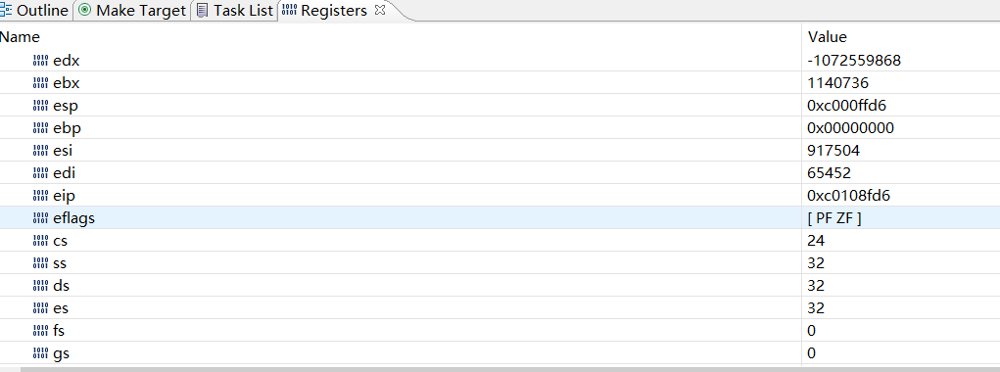 Outline Make Target Task List Registers
Name Value
edx -1072559868
ebx 1140736
esp 0xc000ffd6
ebp 0x00000000
esi 917504
edi 65452
eip 0xc0108fd6
eflags [ PF ZF ]
cs 24
ss 32
ds 32
es 32
fs 0
gs 0